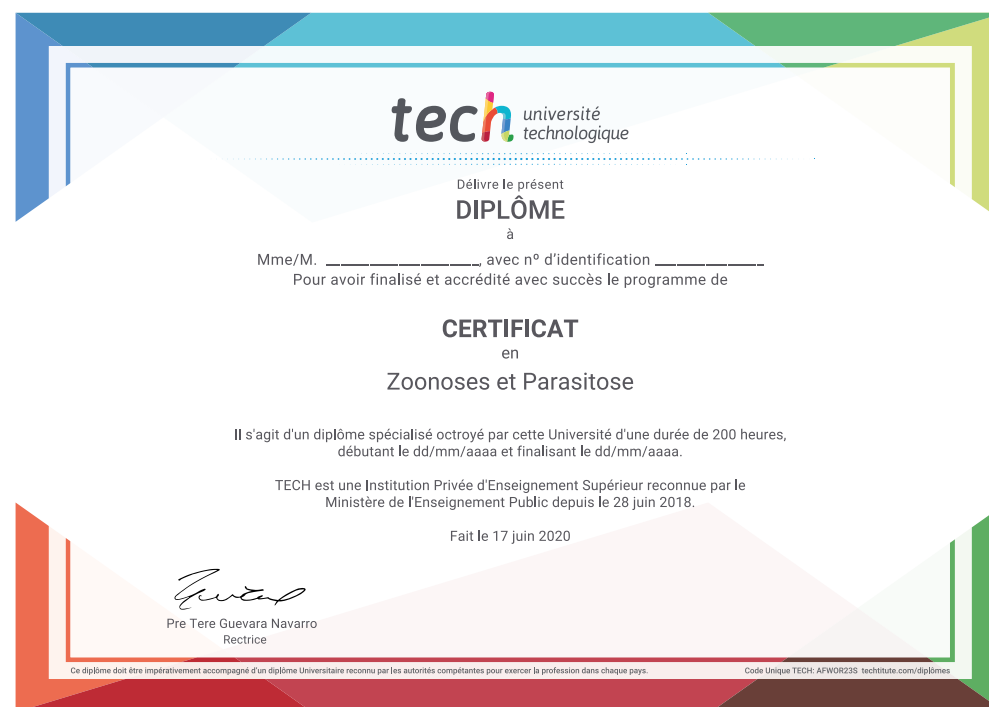 tech université
technologique
Délivre le présent
DIPLÔME
à
Mme/M. ____________________, avec nº d'identification ______________
Pour avoir finalisé et accrédité avec succès le programme de
CERTIFICAT
en
Zoonoses et Parasitose
Il s'agit d'un diplôme spécialisé octroyé par cette Université d'une durée de 200 heures,
débutant le dd/mm/aaaa et finalisant le dd/mm/aaaa.
TECH est une Institution Privée d'Enseignement Supérieur reconnue par le
Ministère de l'Enseignement Public depuis le 28 juin 2018.
Fait le 17 juin 2020
Pre Tere Guevara Navarro
Rectrice
Ce diplôme doit être impérativement accompagné d'un diplôme Universitaire reconnu par les autorités compétantes pour exercer la profession dans chaque pays.
Code Unique TECH: AFWOR23S techtitute.com/diplômes